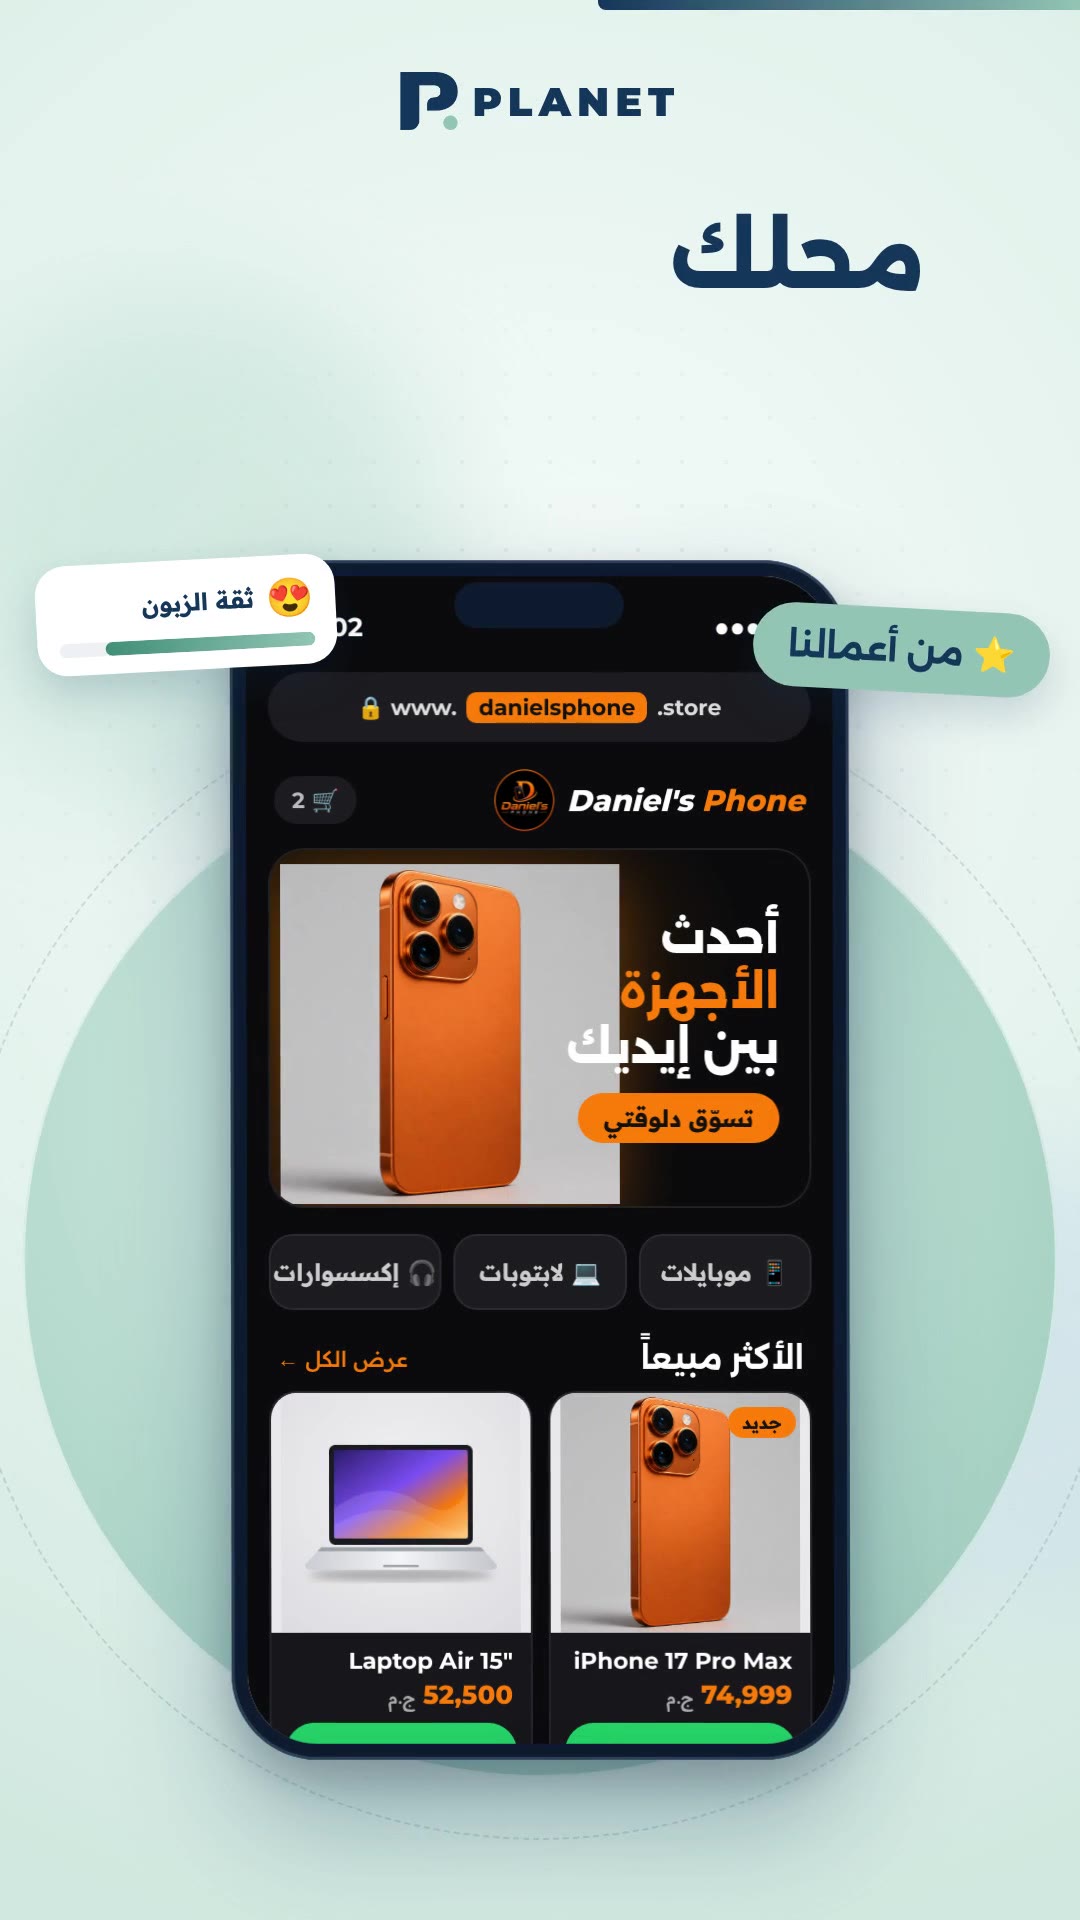 PLANET
محلك
ثقة الزبون 😍
من أعمالنا ⭐
02
www. danielsphone .store
2
Daniel's Phone
Daniel's
أحدث
الأجهزة
بين إيديك
تسوّق دلوقتي
موبايلات
لابتوبات
إكسسوارات
الأكثر مبيعاً
عرض الكل ←
جديد
iPhone 17 Pro Max
74,999 ج.م
Laptop Air 15"
52,500 ج.م